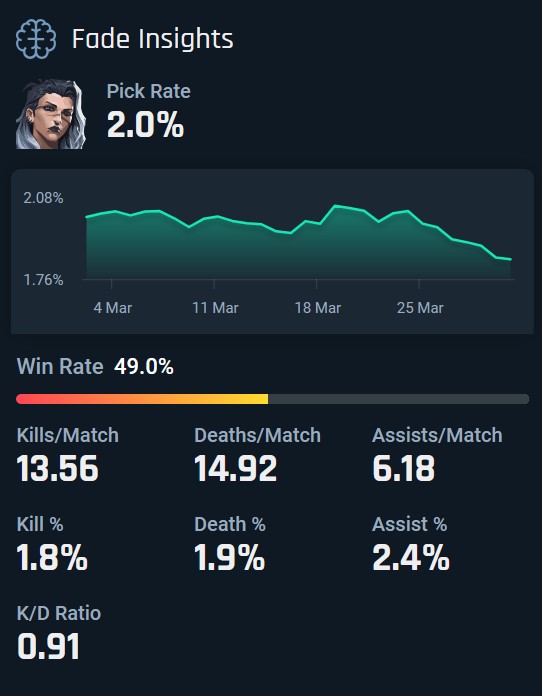 Fade Insights
Pick Rate
2.0%
2.08%
1.76%
4 Mar 11 Mar 18 Mar 25 Mar
Win Rate 49.0%
Kills/Match Deaths/Match Assists/Match
13.56 14.92 6.18
Kill % Death % Assist %
1.8% 1.9% 2.4%
K/D Ratio
0.91